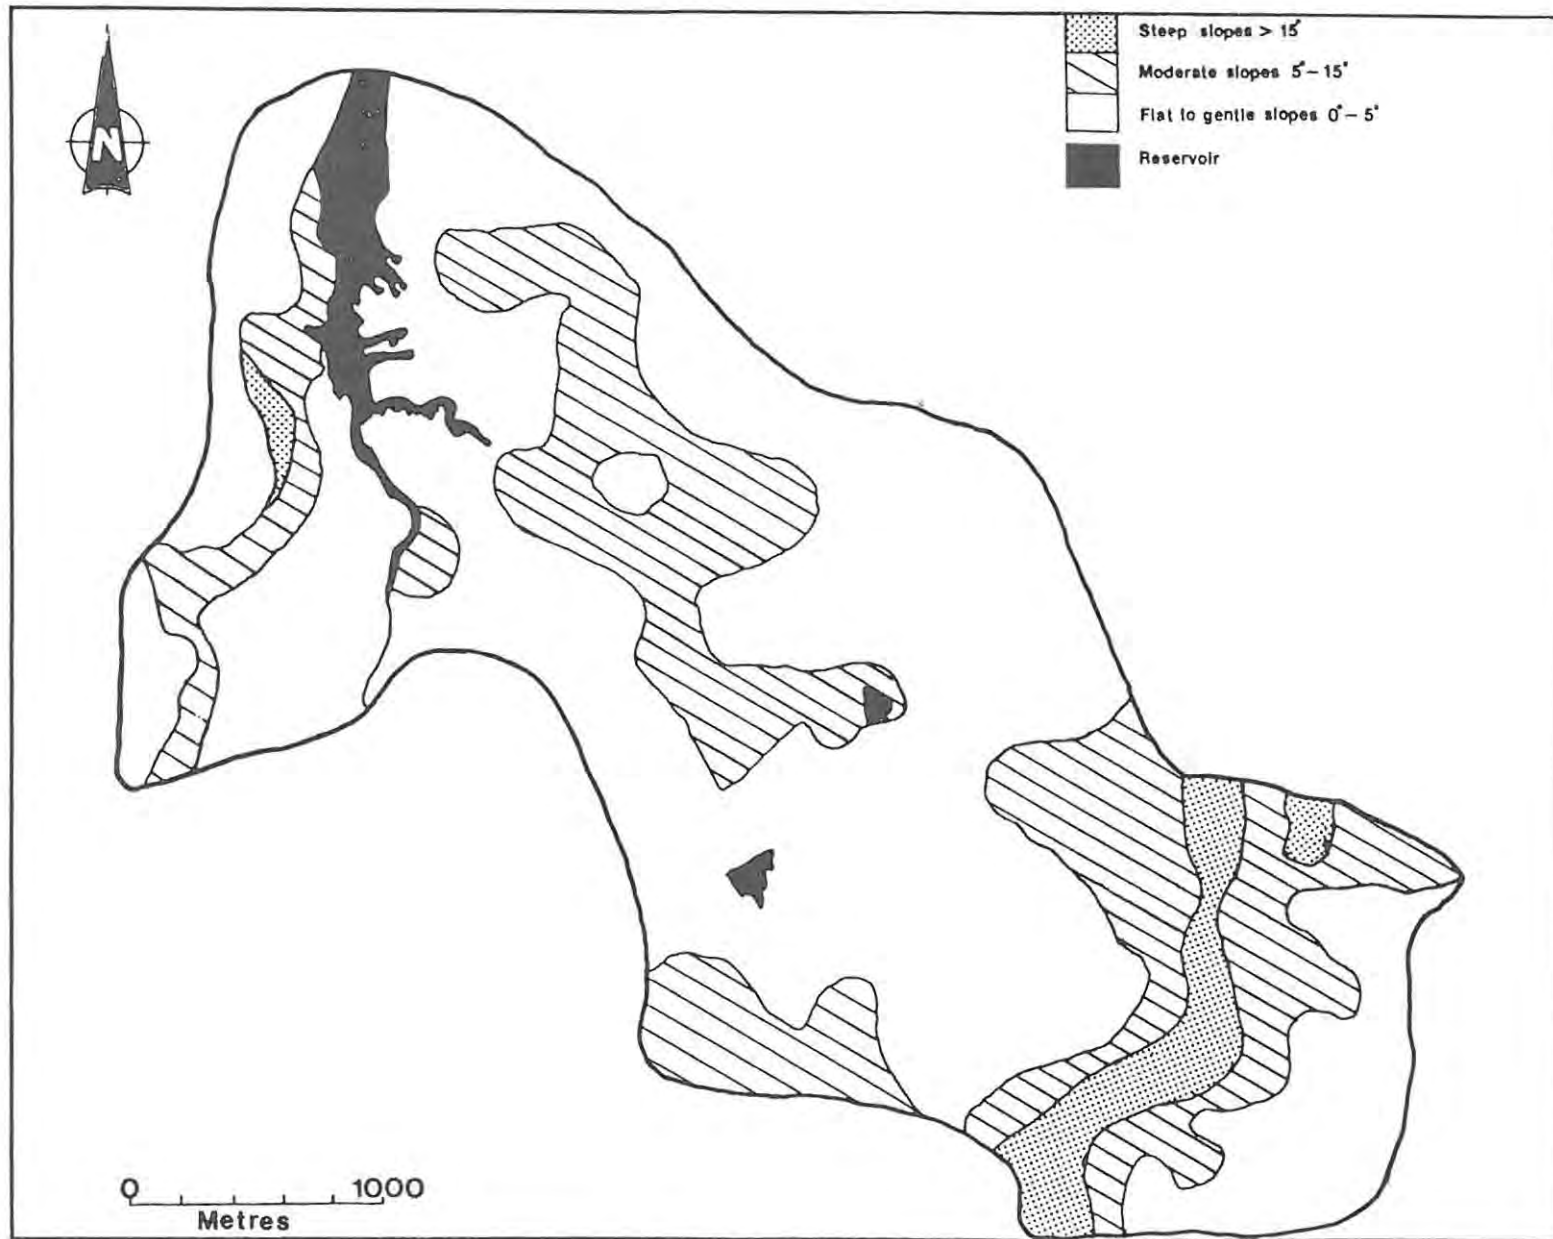 Steep slopes > 15°
Moderate slopes 5° – 15°
Flat to gentle slopes 0° – 5°
Reservoir
N
0 1000
Metres